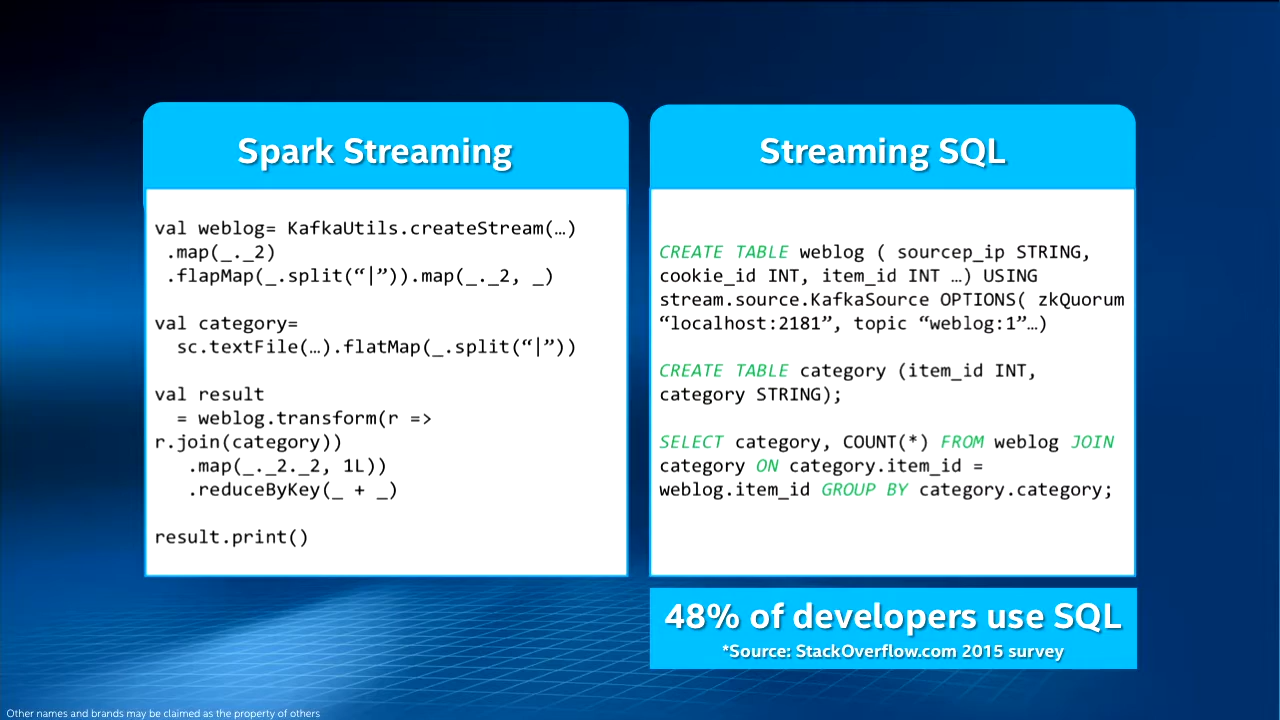 Spark Streaming
val weblog= KafkaUtils.createStream(…)
.map(_._2)
.flapMap(_.split(“|”)).map(_._2, _)
val category=
sc.textFile(…).flatMap(_.split(“|”))
val result
= weblog.transform(r =>
r.join(category))
.map(_._2._2, 1L))
.reduceByKey(_ + _)
result.print()
Streaming SQL
CREATE TABLE weblog ( sourcep_ip STRING,
cookie_id INT, item_id INT …) USING
stream.source.KafkaSource OPTIONS( zkQuorum
“localhost:2181”, topic “weblog:1”…)
CREATE TABLE category (item_id INT,
category STRING);
SELECT category, COUNT(*) FROM weblog JOIN
category ON category.item_id =
weblog.item_id GROUP BY category.category;
48% of developers use SQL
*Source: StackOverflow.com 2015 survey
Other names and brands may be claimed as the property of others